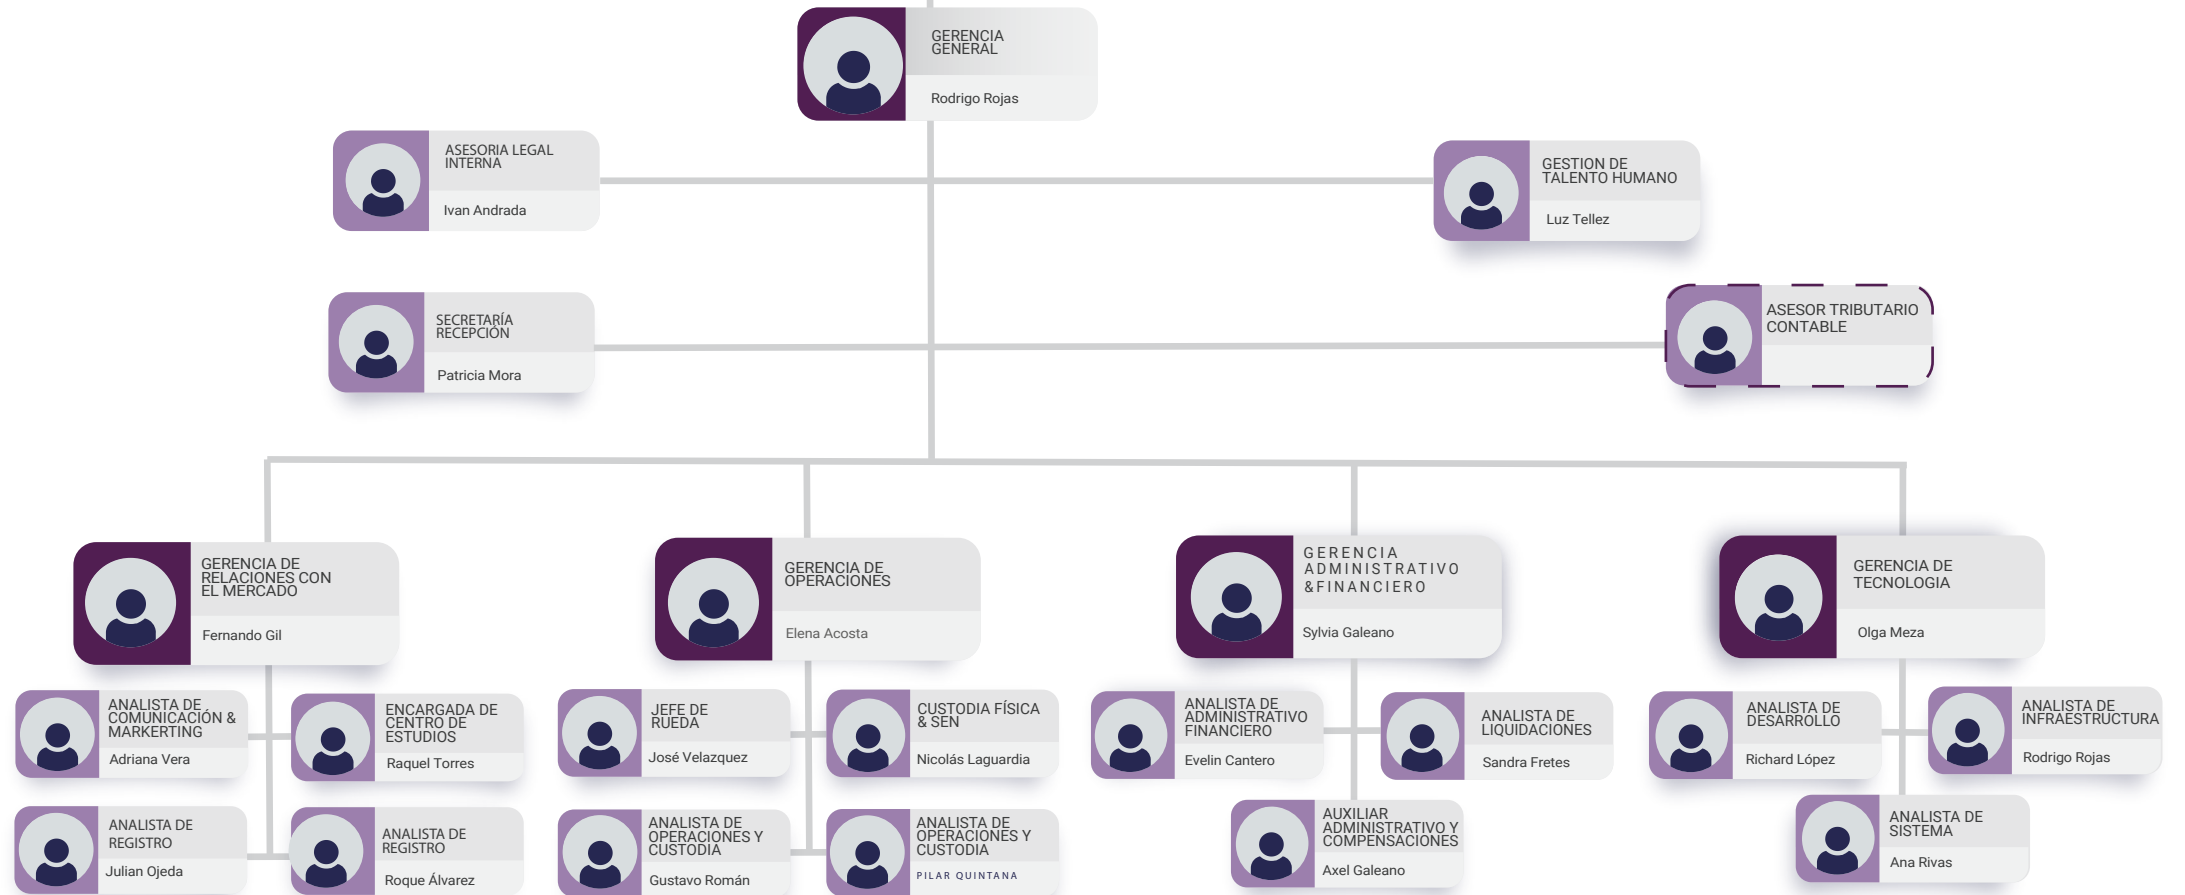 GERENCIA
GENERAL
Rodrigo Rojas
ASESORIA LEGAL
INTERNA
Ivan Andrada
GESTION DE
TALENTO HUMANO
Luz Tellez
SECRETARÍA
RECEPCIÓN
Patricia Mora
ASESOR TRIBUTARIO
CONTABLE
GERENCIA DE
RELACIONES CON
EL MERCADO
Fernando Gil
GERENCIA DE
OPERACIONES
Elena Acosta
GERENCIA
ADMINISTRATIVO
&FINANCIERO
Sylvia Galeano
GERENCIA DE
TECNOLOGIA
Olga Meza
ANALISTA DE
COMUNICACIÓN &
MARKERTING
Adriana Vera
ENCARGADA DE
CENTRO DE
ESTUDIOS
Raquel Torres
JEFE DE
RUEDA
José Velazquez
CUSTODIA FÍSICA
& SEN
Nicolás Laguardia
ANALISTA DE
ADMINISTRATIVO
FINANCIERO
Evelin Cantero
ANALISTA DE
LIQUIDACIONES
Sandra Fretes
ANALISTA DE
DESARROLLO
Richard López
ANALISTA DE
INFRAESTRUCTURA
Rodrigo Rojas
ANALISTA DE
REGISTRO
Julian Ojeda
ANALISTA DE
REGISTRO
Roque Álvarez
ANALISTA DE
OPERACIONES Y
CUSTODIA
Gustavo Román
ANALISTA DE
OPERACIONES Y
CUSTODIA
PILAR QUINTANA
AUXILIAR
ADMINISTRATIVO Y
COMPENSACIONES
Axel Galeano
ANALISTA DE
SISTEMA
Ana Rivas